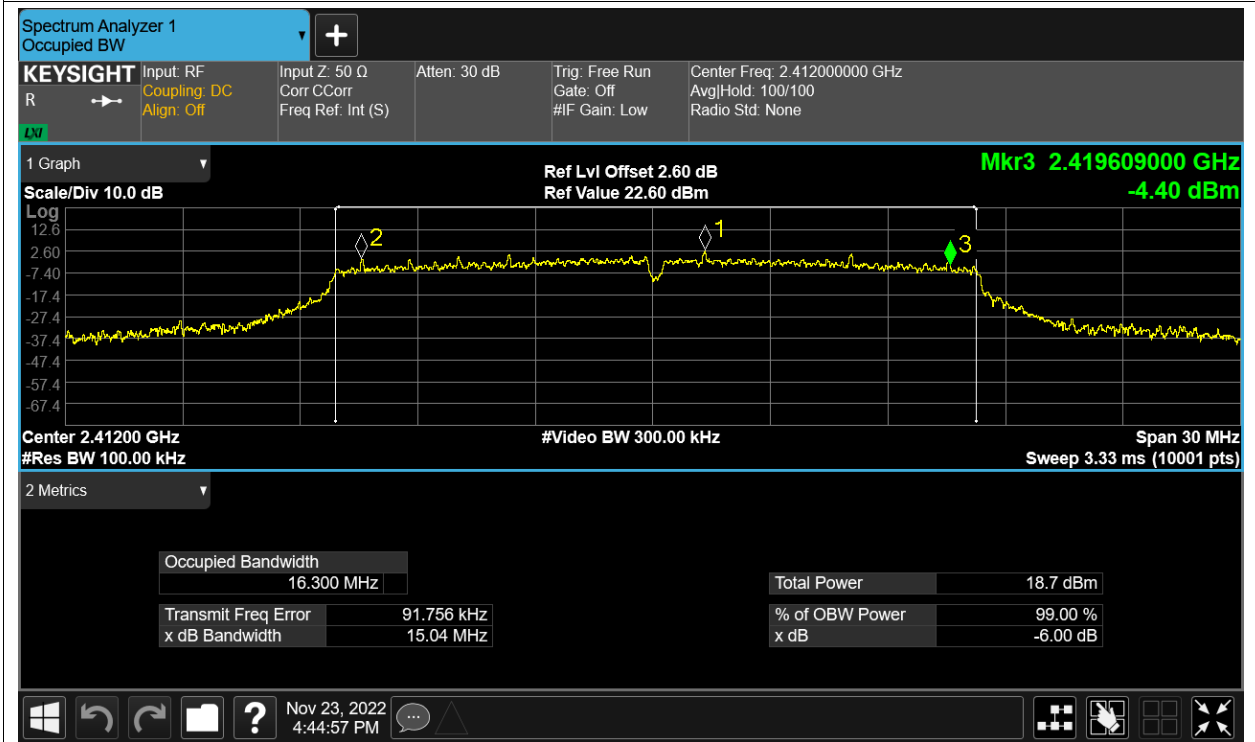 Spectrum Analyzer 1
Occupied BW
KEYSIGHT
R
LXI
Input: RF
Coupling: DC
Align: Off
Input Z: 50 Ω
Corr CCorr
Freq Ref: Int (S)
Atten: 30 dB
Trig: Free Run
Gate: Off
#IF Gain: Low
Center Freq: 2.412000000 GHz
Avg|Hold: 100/100
Radio Std: None
1 Graph
Scale/Div 10.0 dB
Ref Lvl Offset 2.60 dB
Ref Value 22.60 dBm
Mkr3 2.419609000 GHz
-4.40 dBm
Log
12.6
2.60
-7.40
-17.4
-27.4
-37.4
-47.4
-57.4
-67.4
2
1
3
Center 2.41200 GHz
#Res BW 100.00 kHz
#Video BW 300.00 kHz
Span 30 MHz
Sweep 3.33 ms (10001 pts)
2 Metrics
Occupied Bandwidth
16.300 MHz
Transmit Freq Error 91.756 kHz
x dB Bandwidth 15.04 MHz
Total Power 18.7 dBm
% of OBW Power 99.00 %
x dB -6.00 dB
?
Nov 23, 2022
4:44:57 PM